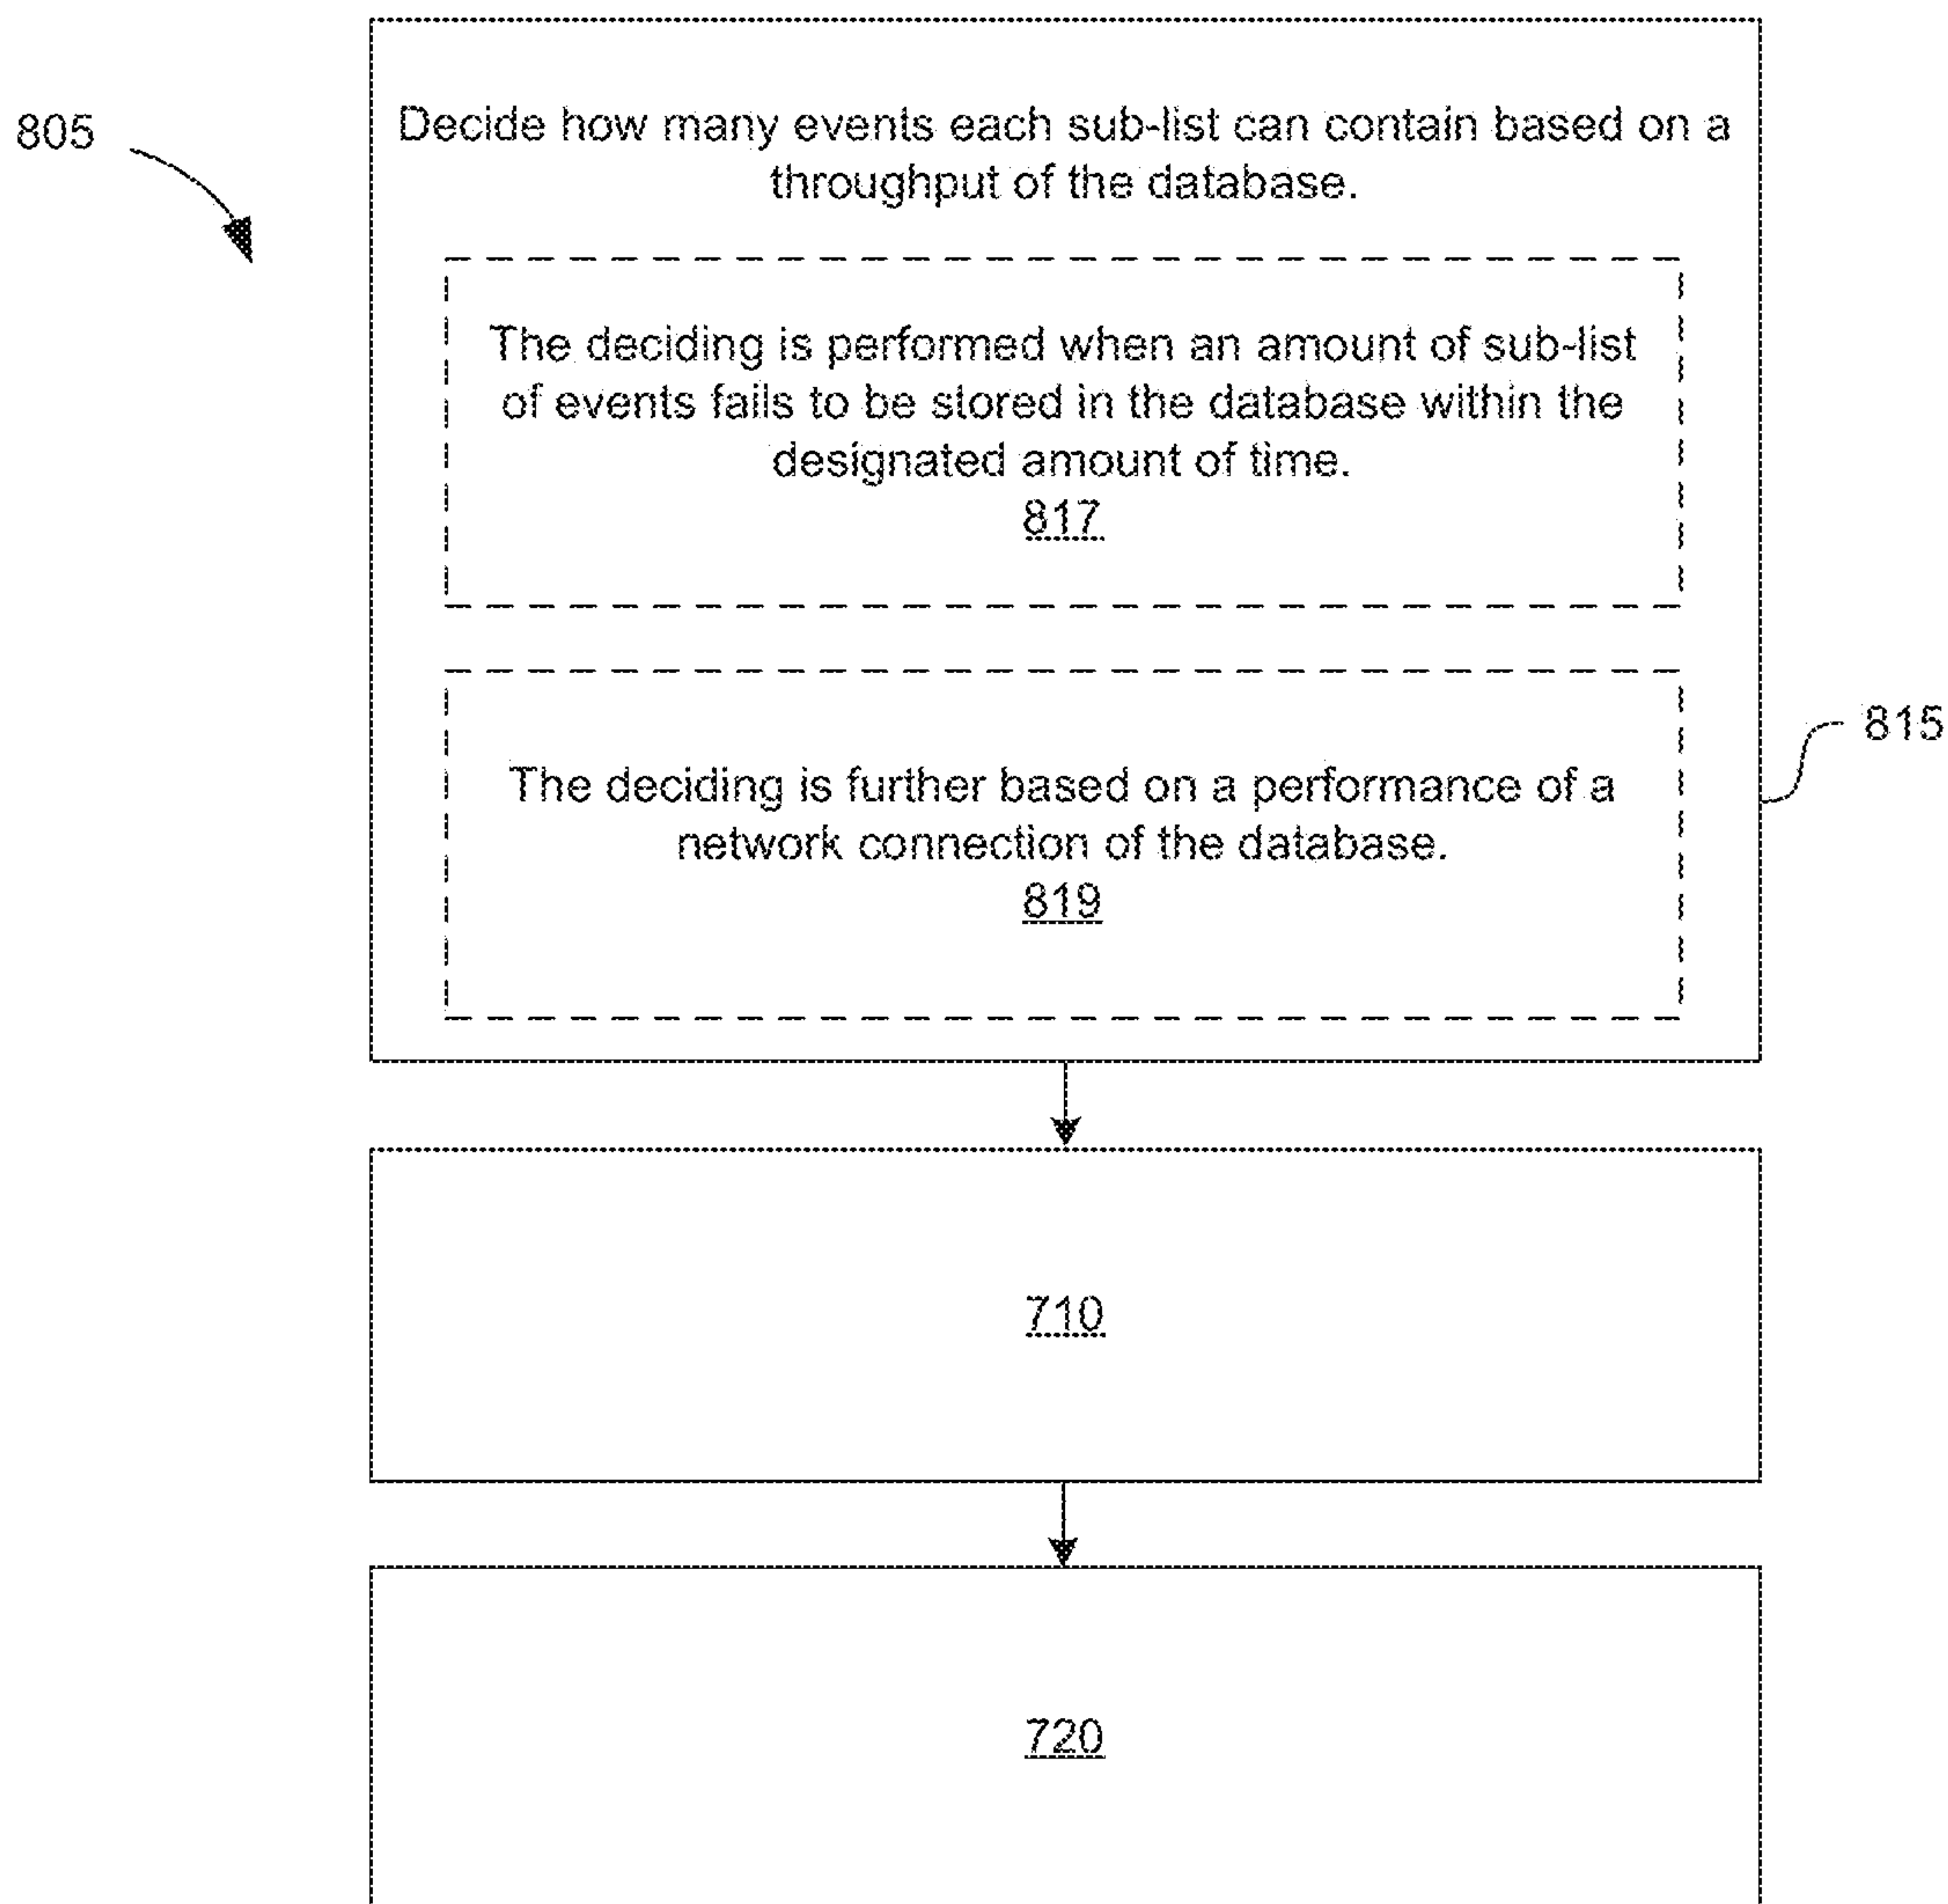 805
Decide how many events each sub-list can contain based on a
throughput of the database.
The deciding is performed when an amount of sub-list
of events fails to be stored in the database within the
designated amount of time.
817
815
The deciding is further based on a performance of a
network connection of the database.
819
710
720